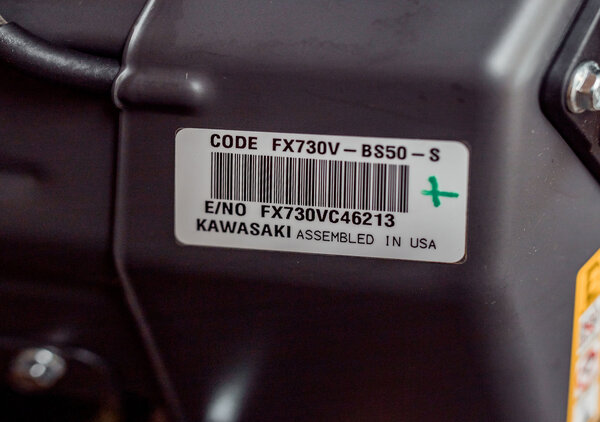 CODE FX730V-BS50-S
E/NO FX730VC46213
KAWASAKI ASSEMBLED IN USA